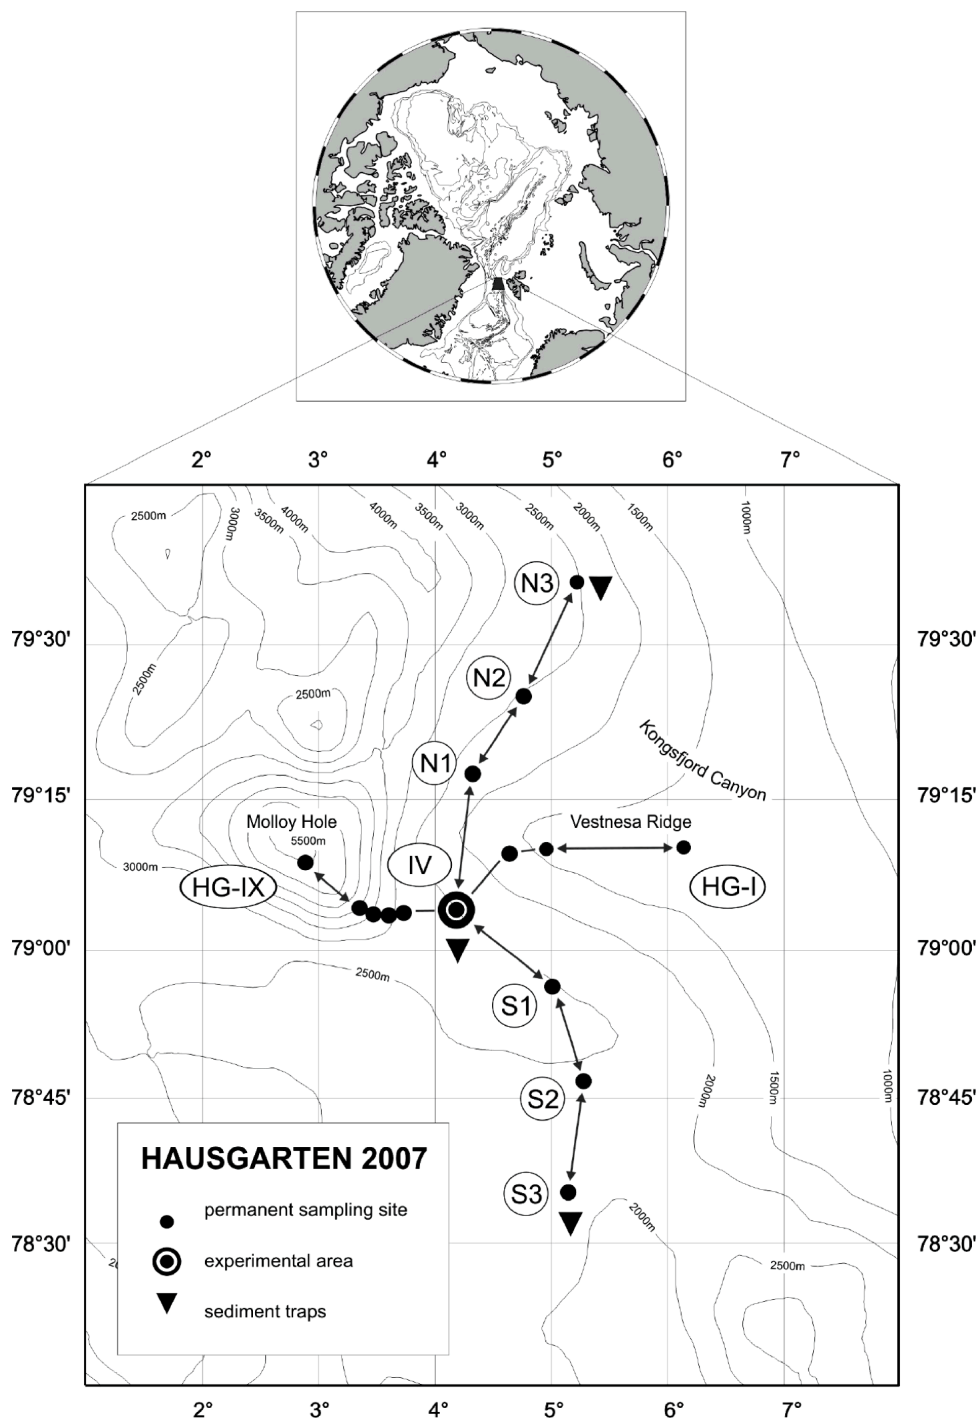 2° 3° 4° 5° 6° 7°
2500m
3000m
3500m
4000m
4000m
3500m
3000m
2500m
2000m
1500m
1000m
N3
79°30'
79°30'
N2
2500m
2500m
Kongsfjord Canyon
N1
79°15'
79°15'
Molloy Hole
5500m
Vestnesa Ridge
3000m
IV
HG-IX
HG-I
79°00'
79°00'
2500m
S1
2000m
1500m
1000m
78°45'
78°45'
S2
HAUSGARTEN 2007
permanent sampling site
experimental area
sediment traps
S3
2000m
78°30'
78°30'
2500m
2° 3° 4° 5° 6° 7°